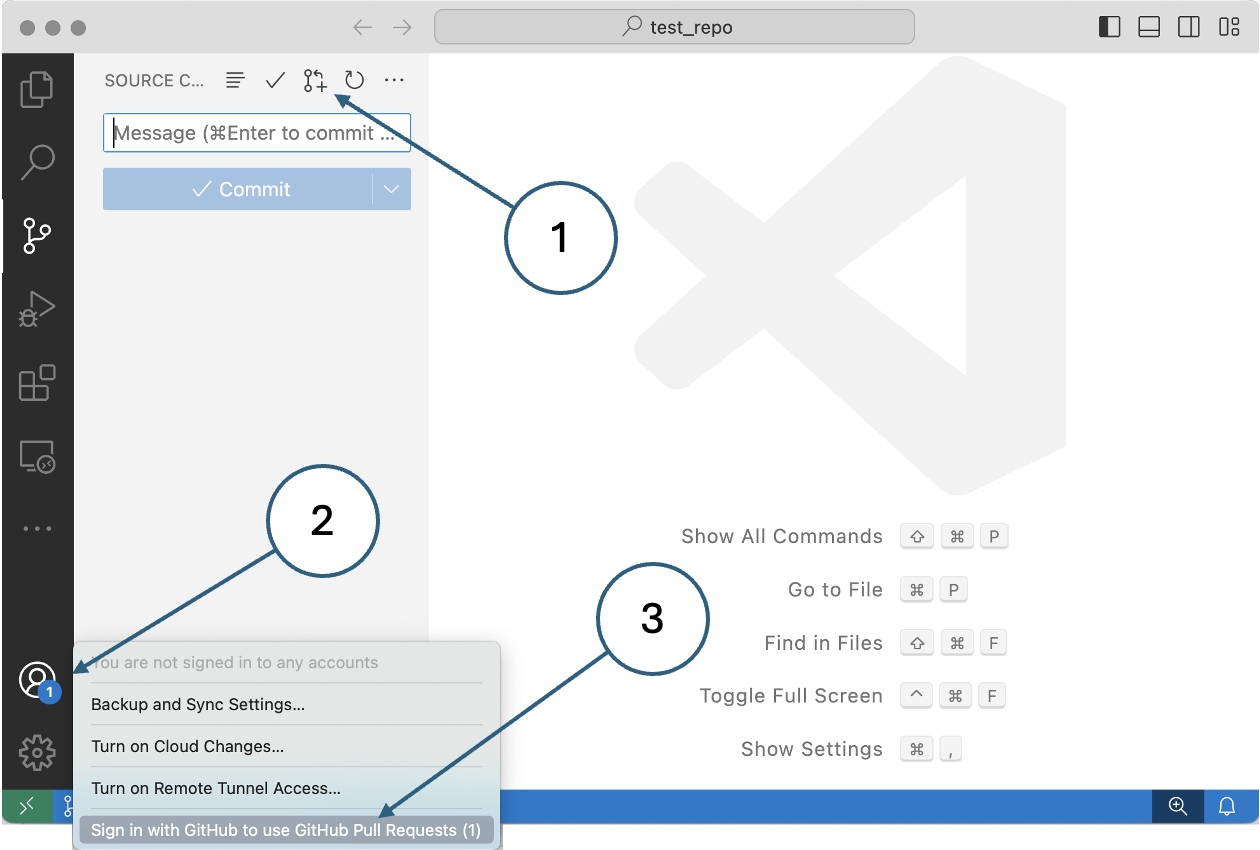 test_repo
SOURCE C...
Message (⌘Enter to commit ...
Commit
1
2
3
Show All Commands ⇧ ⌘ P
Go to File ⌘ P
Find in Files ⇧ ⌘ F
Toggle Full Screen ^ ⌘ F
Show Settings ⌘ ,
You are not signed in to any accounts
1
Backup and Sync Settings...
Turn on Cloud Changes...
Turn on Remote Tunnel Access...
Sign in with GitHub to use GitHub Pull Requests (1)